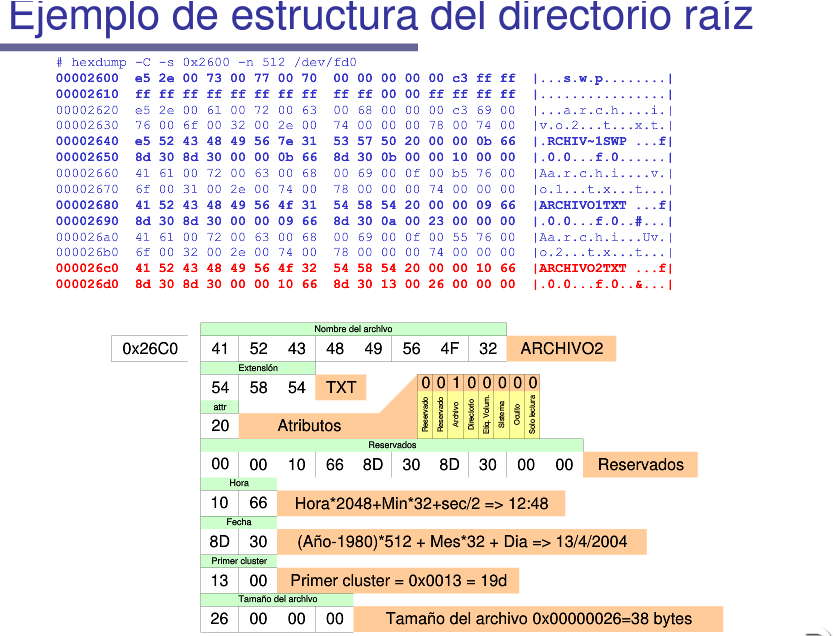 Ejemplo de estructura del directorio raíz
# hexdump -C -s 0x2600 -n 512 /dev/fd0
00002600 e5 2e 00 73 00 77 00 70 00 00 00 00 00 c3 ff ff |...s.w.p........|
00002610 ff ff ff ff ff ff ff ff ff ff 00 00 ff ff ff ff |................|
00002620 e5 2e 00 61 00 72 00 63 00 68 00 00 00 c3 69 00 |...a.r.c.h....i.|
00002630 76 00 6f 00 32 00 2e 00 74 00 00 00 78 00 74 00 |v.o.2...t...x.t.|
00002640 e5 52 43 48 49 56 7e 31 53 57 50 20 00 00 0b 66 |.RCHIV~1SWP ...f|
00002650 8d 30 8d 30 00 00 0b 66 8d 30 0b 00 00 10 00 00 |.0.0...f.0......|
00002660 41 61 00 72 00 63 00 68 00 69 00 0f 00 b5 76 00 |Aa.r.c.h.i....v.|
00002670 6f 00 31 00 2e 00 74 00 78 00 00 00 74 00 00 00 |o.1...t.x...t...|
00002680 41 52 43 48 49 56 4f 31 54 58 54 20 00 00 09 66 |ARCHIVO1TXT ...f|
00002690 8d 30 8d 30 00 00 09 66 8d 30 0a 00 23 00 00 00 |.0.0...f.0..#...|
000026a0 41 61 00 72 00 63 00 68 00 69 00 0f 00 55 76 00 |Aa.r.c.h.i...Uv.|
000026b0 6f 00 32 00 2e 00 74 00 78 00 00 00 74 00 00 00 |o.2...t.x...t...|
000026c0 41 52 43 48 49 56 4f 32 54 58 54 20 00 00 10 66 |ARCHIVO2TXT ...f|
000026d0 8d 30 8d 30 00 00 10 66 8d 30 13 00 26 00 00 00 |.0.0...f.0..&...|
Nombre del archivo
0x26C0 41 52 43 48 49 56 4F 32 ARCHIVO2
Extensión
54 58 54 TXT
0 0 1 0 0 0 0 0
Reservado
Reservado
Archivo
Directorio
Etiq. Volum.
Sistema
Oculto
Solo lectura
attr
20 Atributos
Reservados
00 00 10 66 8D 30 8D 30 00 00 Reservados
Hora
10 66 Hora*2048+Min*32+sec/2 => 12:48
Fecha
8D 30 (Año-1980)*512 + Mes*32 + Dia => 13/4/2004
Primer cluster
13 00 Primer cluster = 0x0013 = 19d
Tamaño del archivo
26 00 00 00 Tamaño del archivo 0x00000026=38 bytes